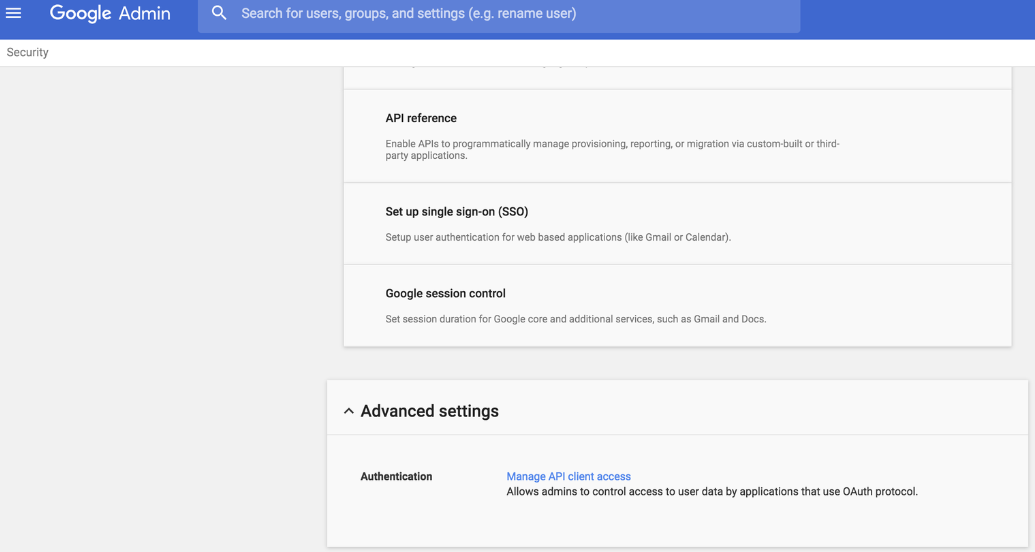 Google Admin
Search for users, groups, and settings (e.g. rename user)
Security
API reference
Enable APIs to programmatically manage provisioning, reporting, or migration via custom-built or third-
party applications.
Set up single sign-on (SSO)
Setup user authentication for web based applications (like Gmail or Calendar).
Google session control
Set session duration for Google core and additional services, such as Gmail and Docs.
Advanced settings
Authentication
Manage API client access
Allows admins to control access to user data by applications that use OAuth protocol.